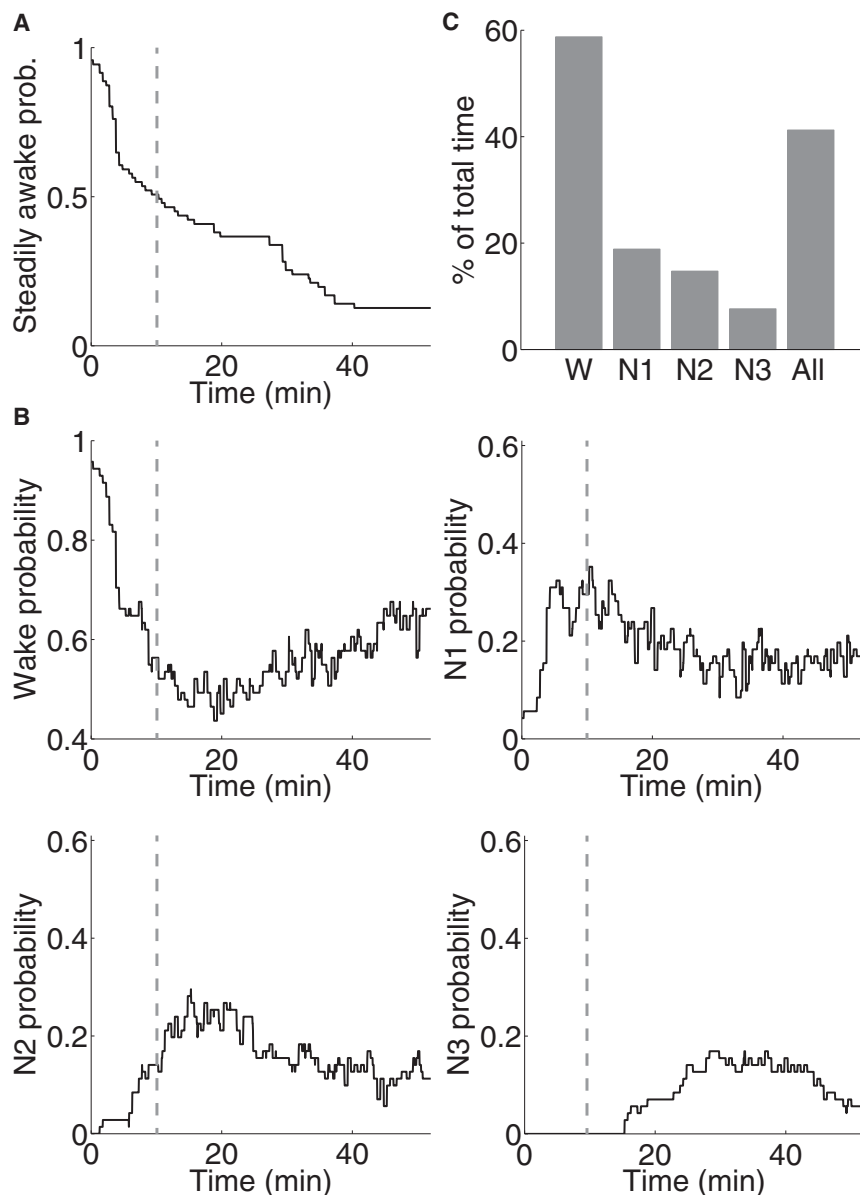 A
Steadily awake prob.
1
0.5
0
0
20
40
Time (min)
C
% of total time
60
40
20
0
W
N1
N2
N3
All
B
Wake probability
1
0.8
0.6
0.4
0
20
40
Time (min)
N1 probability
0.6
0.4
0.2
0
0
20
40
Time (min)
N2 probability
0.6
0.4
0.2
0
0
20
40
Time (min)
N3 probability
0.6
0.4
0.2
0
0
20
40
Time (min)